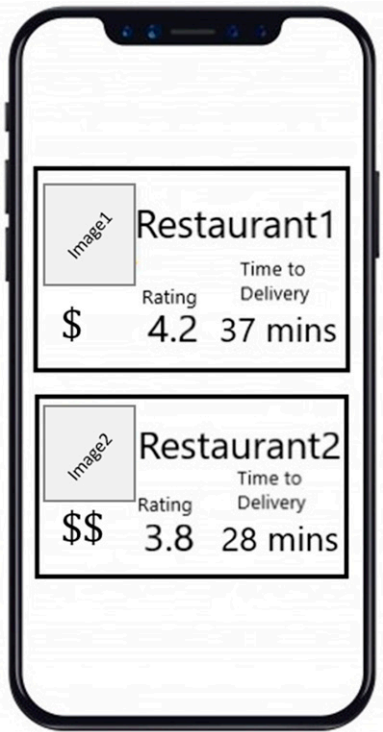 Image1
Restaurant1
Time to
Delivery
Rating
$
4.2
37 mins
Image2
Restaurant2
Time to
Delivery
Rating
$$
3.8
28 mins